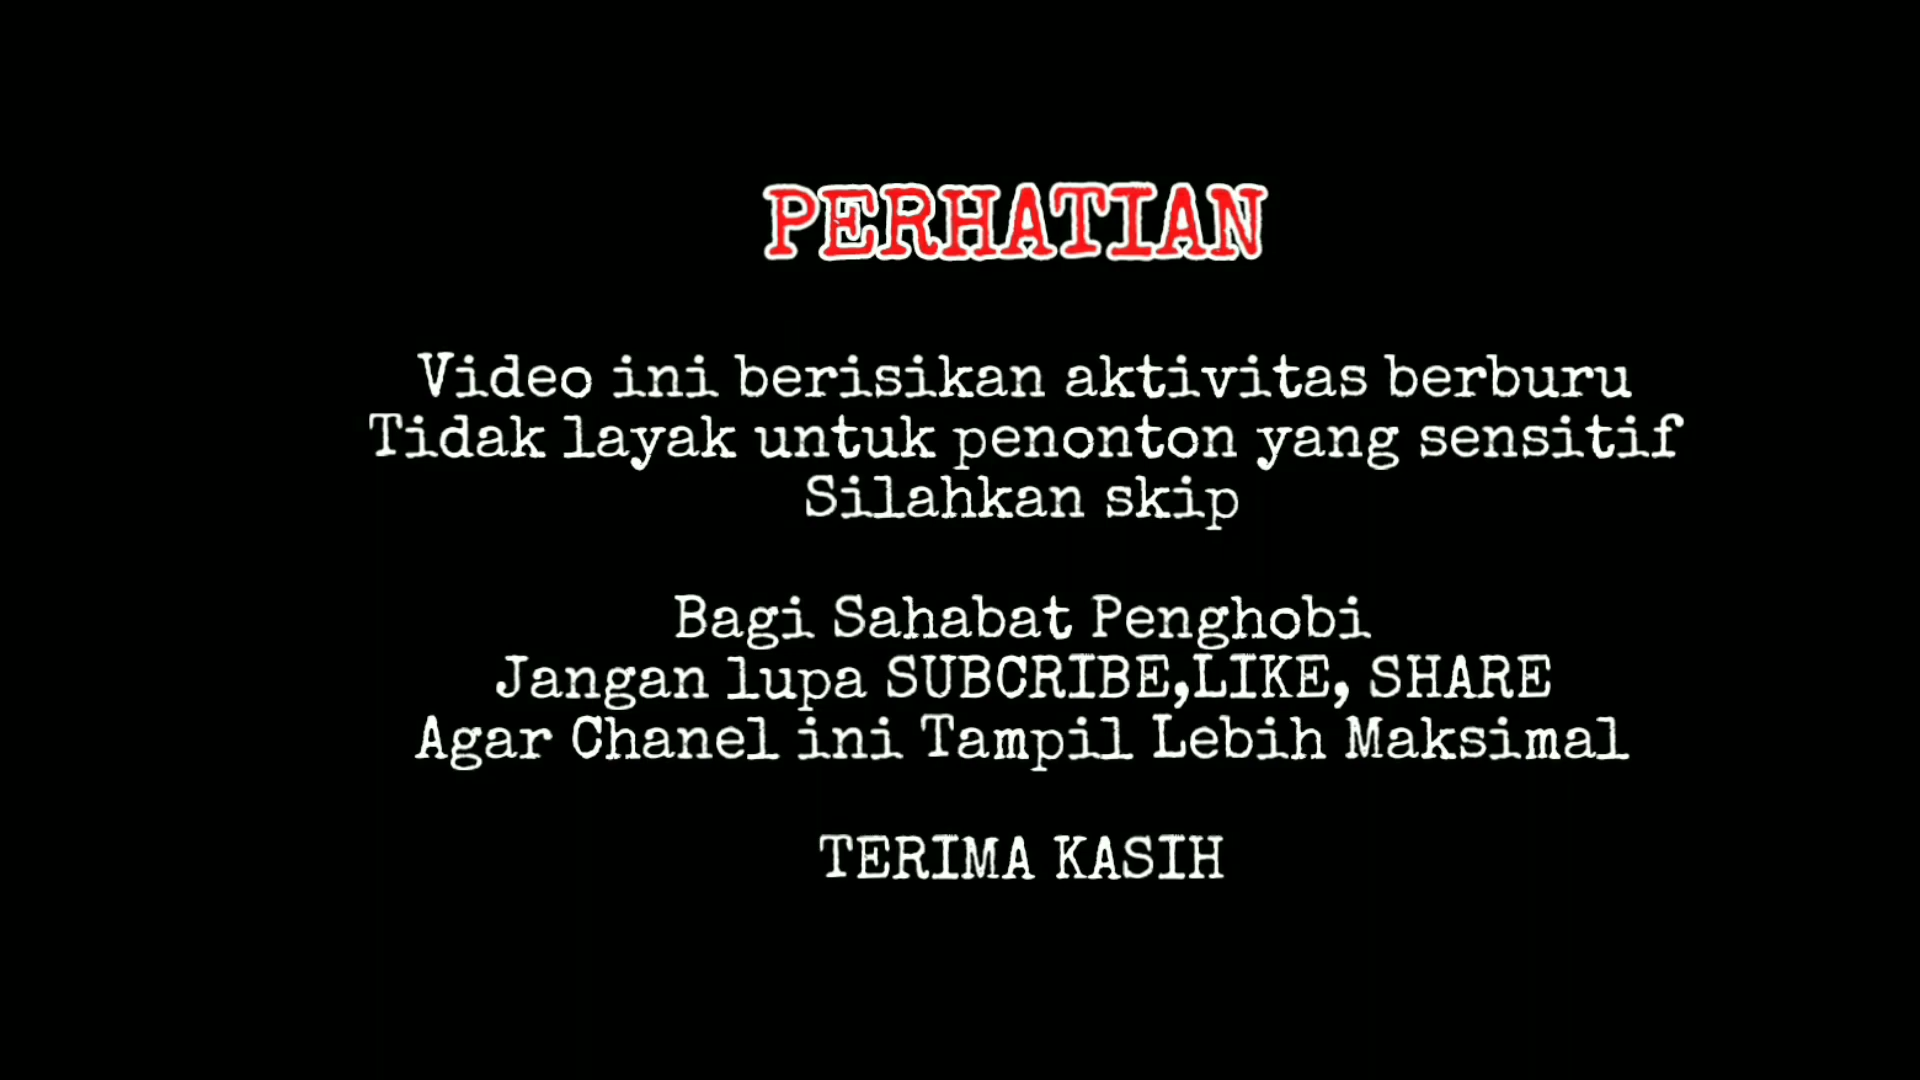 PERHATIAN
Video ini berisikan aktivitas berburu
Tidak layak untuk penonton yang sensitif
Silahkan skip
Bagi Sahabat Penghobi
Jangan lupa SUBCRIBE,LIKE, SHARE
Agar Chanel ini Tampil Lebih Maksimal
TERIMA KASIH